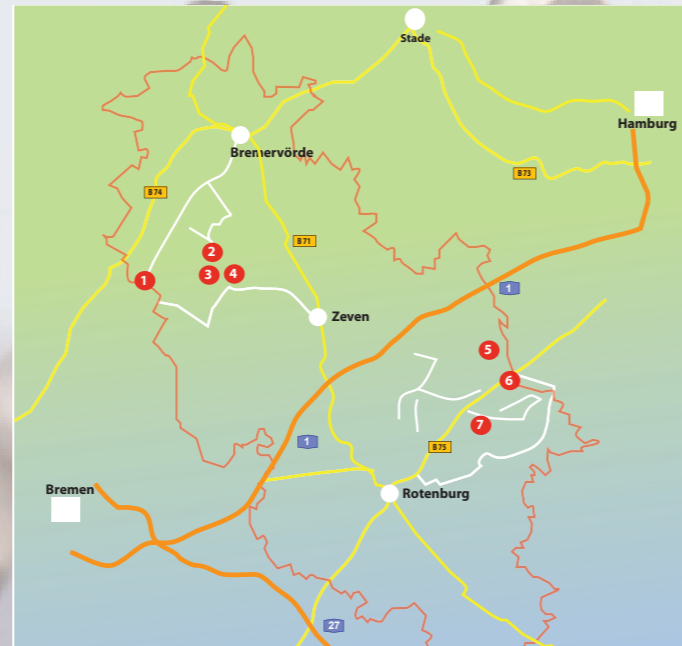 Stade
Hamburg
Bremervörde
B73
B74
B71
2
3
4
1
1
Zeven
5
6
7
1
B75
Bremen
Rotenburg
27